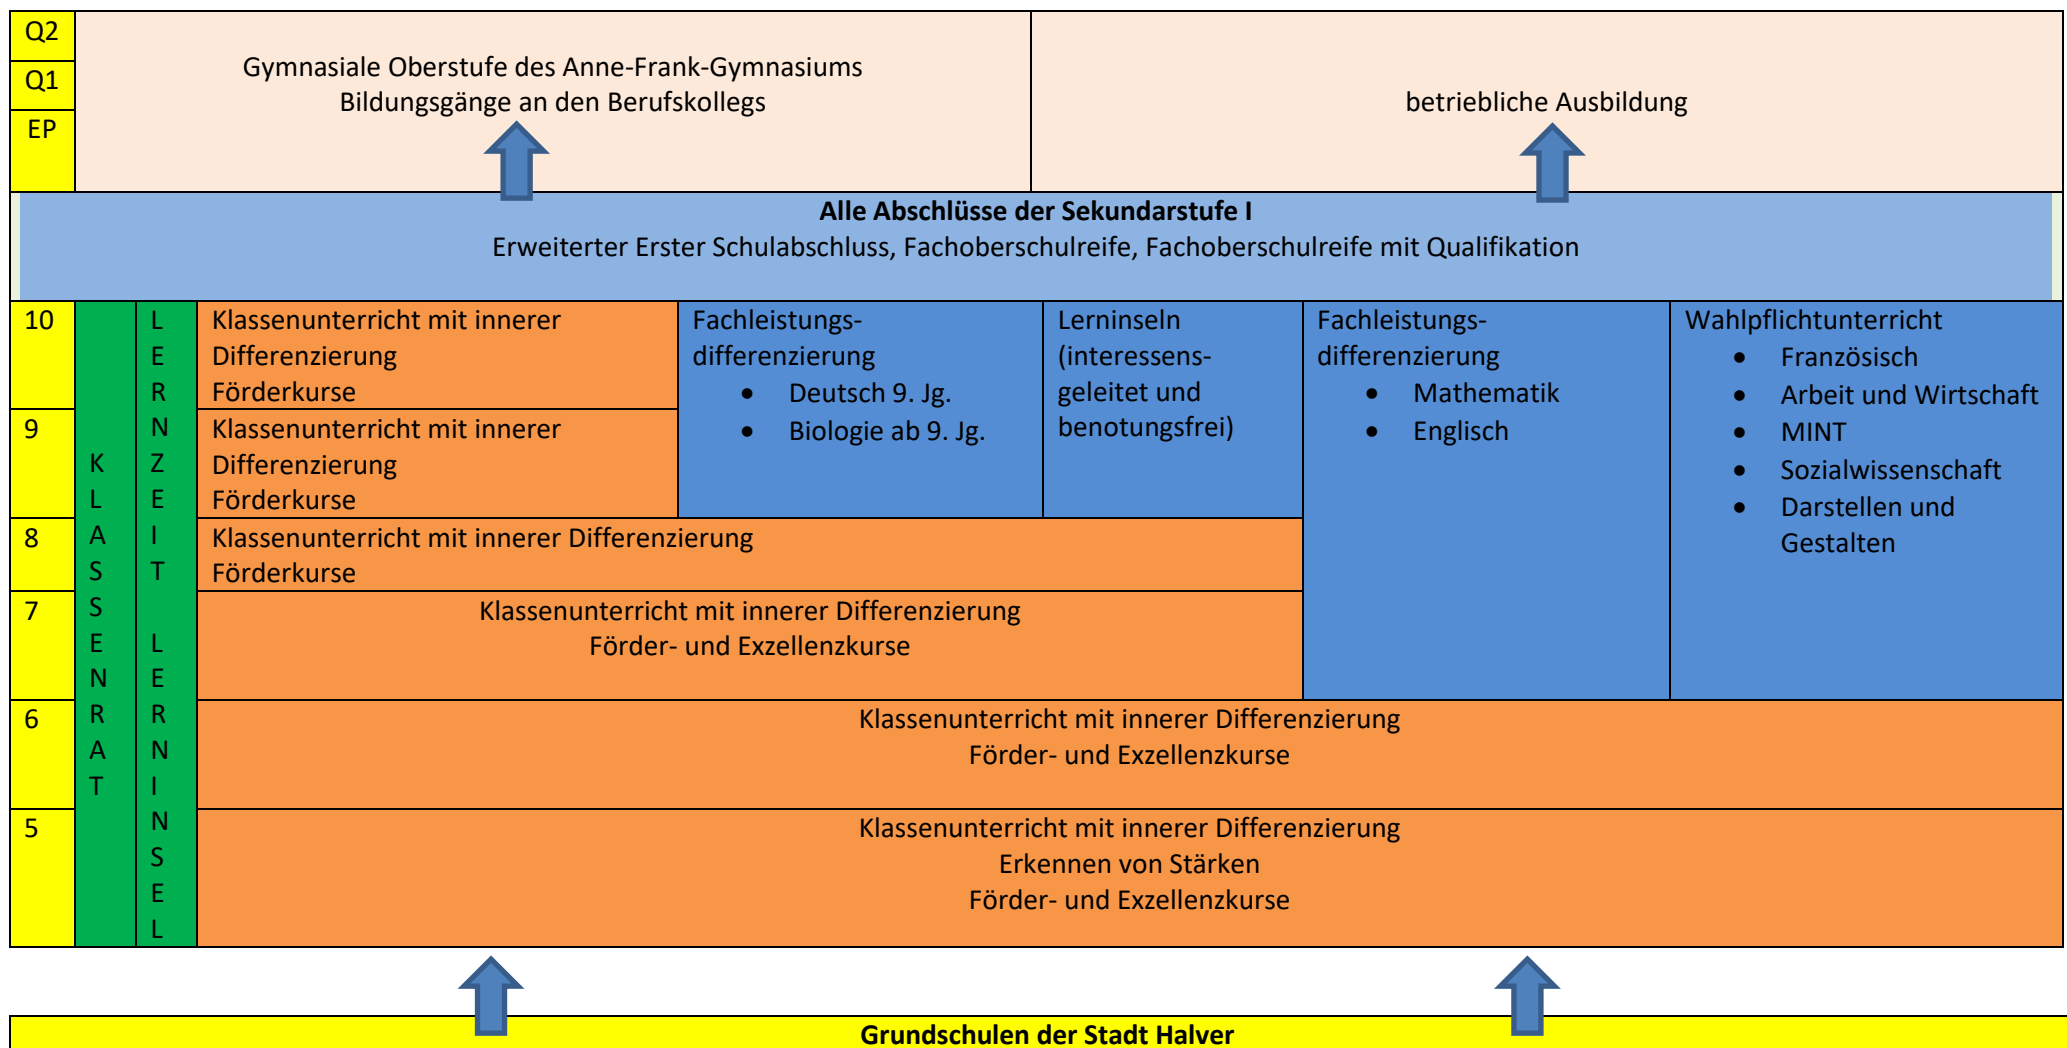 Q2
Q1
EP
Gymnasiale Oberstufe des Anne-Frank-Gymnasiums
Bildungsgänge an den Berufskollegs
betriebliche Ausbildung
Alle Abschlüsse der Sekundarstufe I
Erweiterter Erster Schulabschluss, Fachoberschulreife, Fachoberschulreife mit Qualifikation
KLASSENRAT
LERNZEIT LERNINSEL
10
Klassenunterricht mit innerer
Differenzierung
Förderkurse
Fachleistungs-
differenzierung
• Deutsch 9. Jg.
• Biologie ab 9. Jg.
Lerninseln
(interessens-
geleitet und
benotungsfrei)
Fachleistungs-
differenzierung
• Mathematik
• Englisch
Wahlpflichtunterricht
• Französisch
• Arbeit und Wirtschaft
• MINT
• Sozialwissenschaft
• Darstellen und
Gestalten
9
Klassenunterricht mit innerer
Differenzierung
Förderkurse
8
Klassenunterricht mit innerer Differenzierung
Förderkurse
7
Klassenunterricht mit innerer Differenzierung
Förder- und Exzellenzkurse
6
Klassenunterricht mit innerer Differenzierung
Förder- und Exzellenzkurse
5
Klassenunterricht mit innerer Differenzierung
Erkennen von Stärken
Förder- und Exzellenzkurse
Grundschulen der Stadt Halver